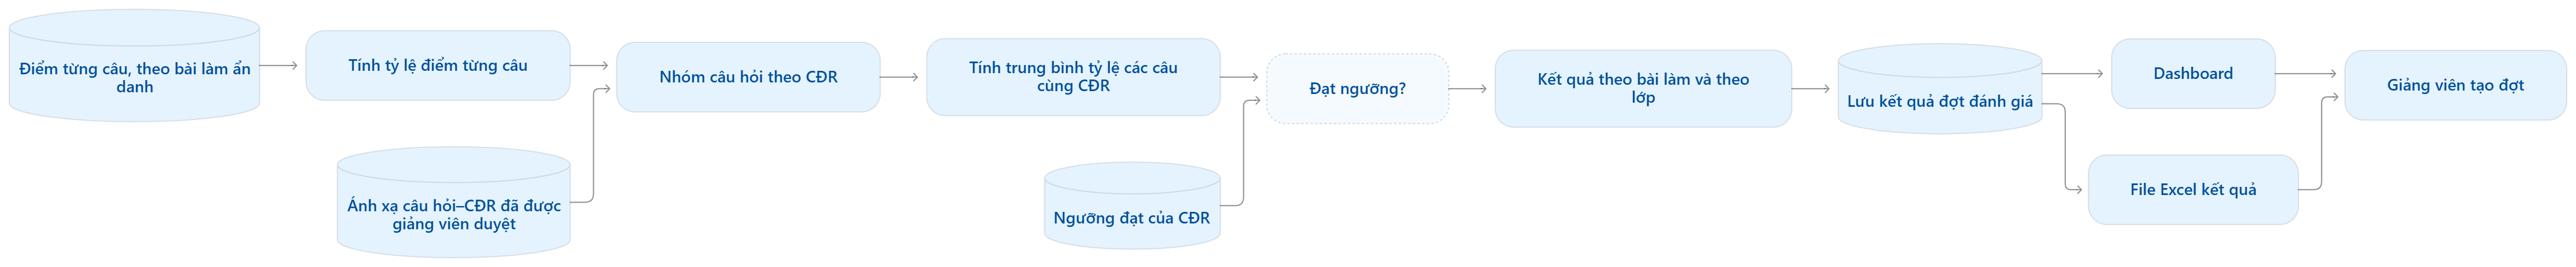 Điểm từng câu, theo bài làm ẩn
danh
Tính tỷ lệ điểm từng câu
Ánh xạ câu hỏi–CĐR đã được
giảng viên duyệt
Nhóm câu hỏi theo CĐR
Tính trung bình tỷ lệ các câu
cùng CĐR
Ngưỡng đạt của CĐR
Đạt ngưỡng?
Kết quả theo bài làm và theo
lớp
Lưu kết quả đợt đánh giá
Dashboard
File Excel kết quả
Giảng viên tạo đợt